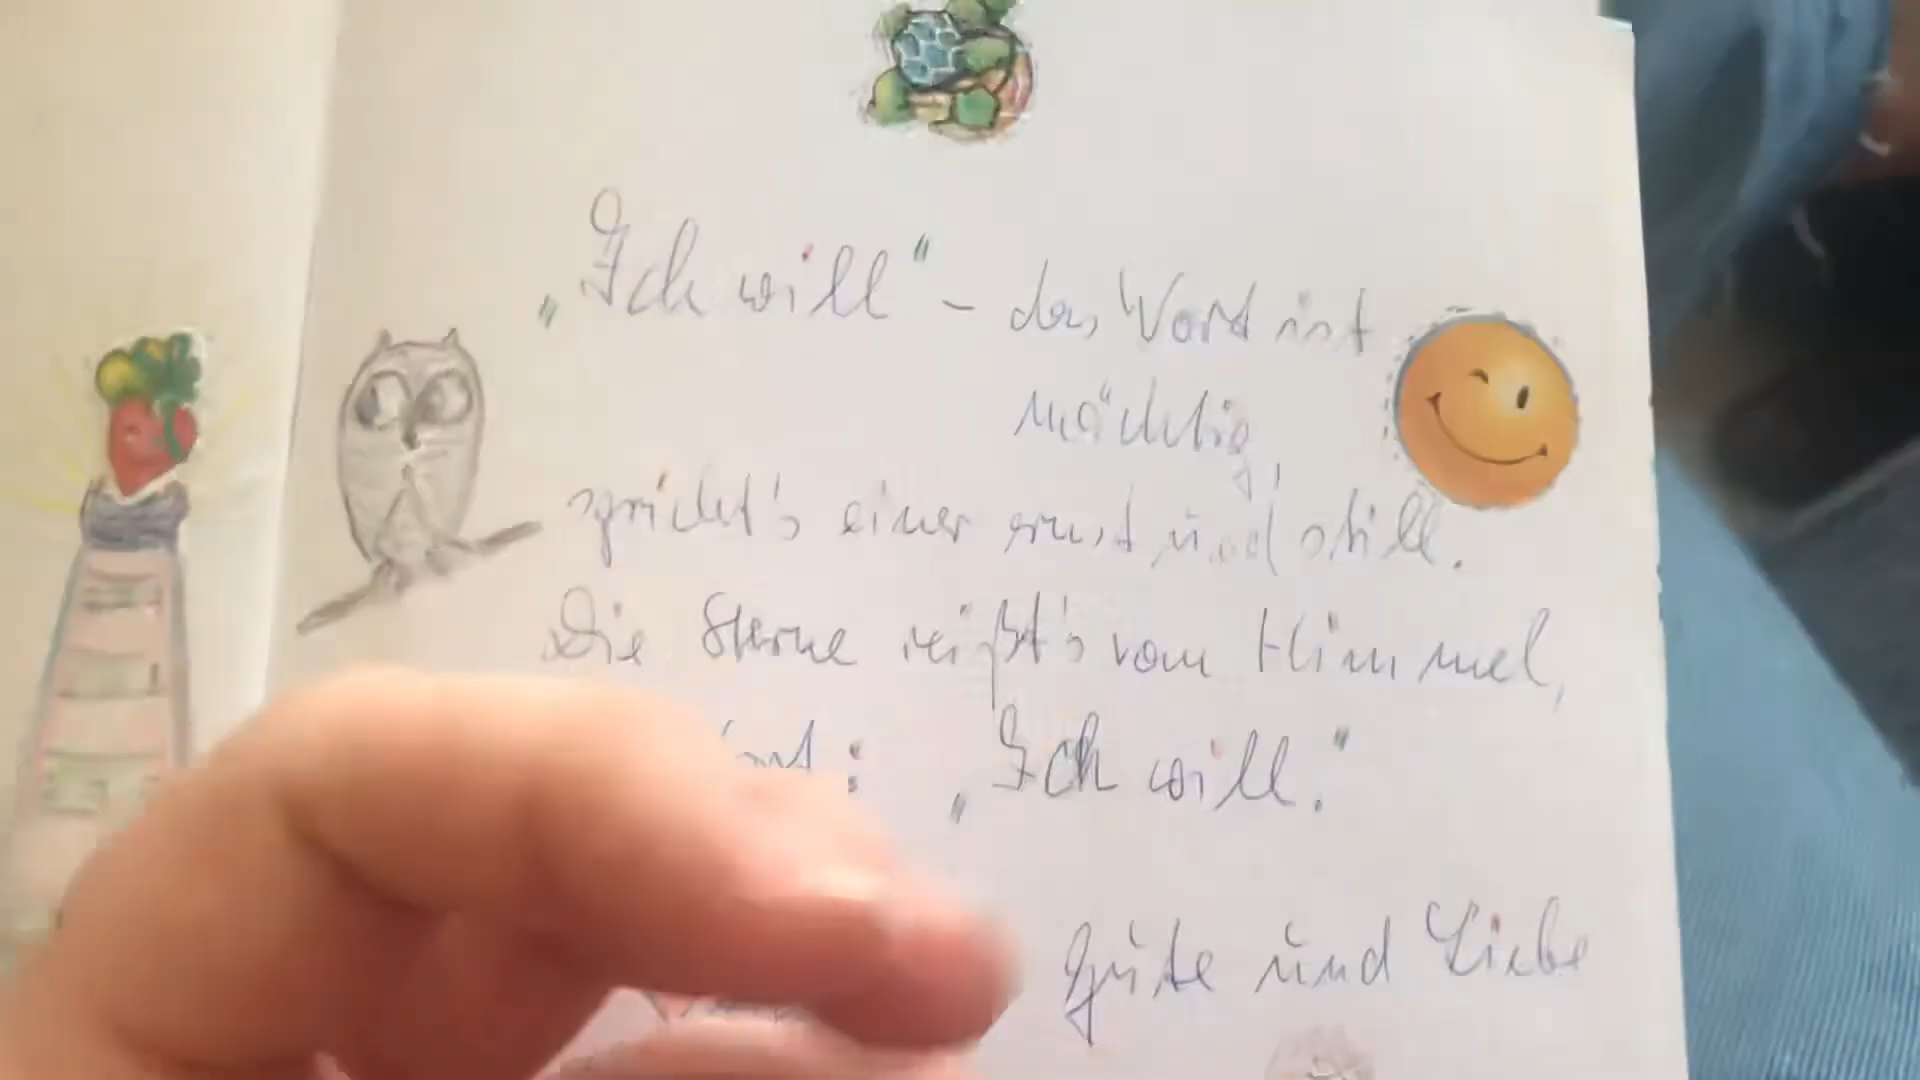 „Ich will“ – das Wort ist
mächtig,
spricht's einer ernst und still.
Die Sterne reißt's vom Himmel,
: „Ich will.“
Güte und Liebe